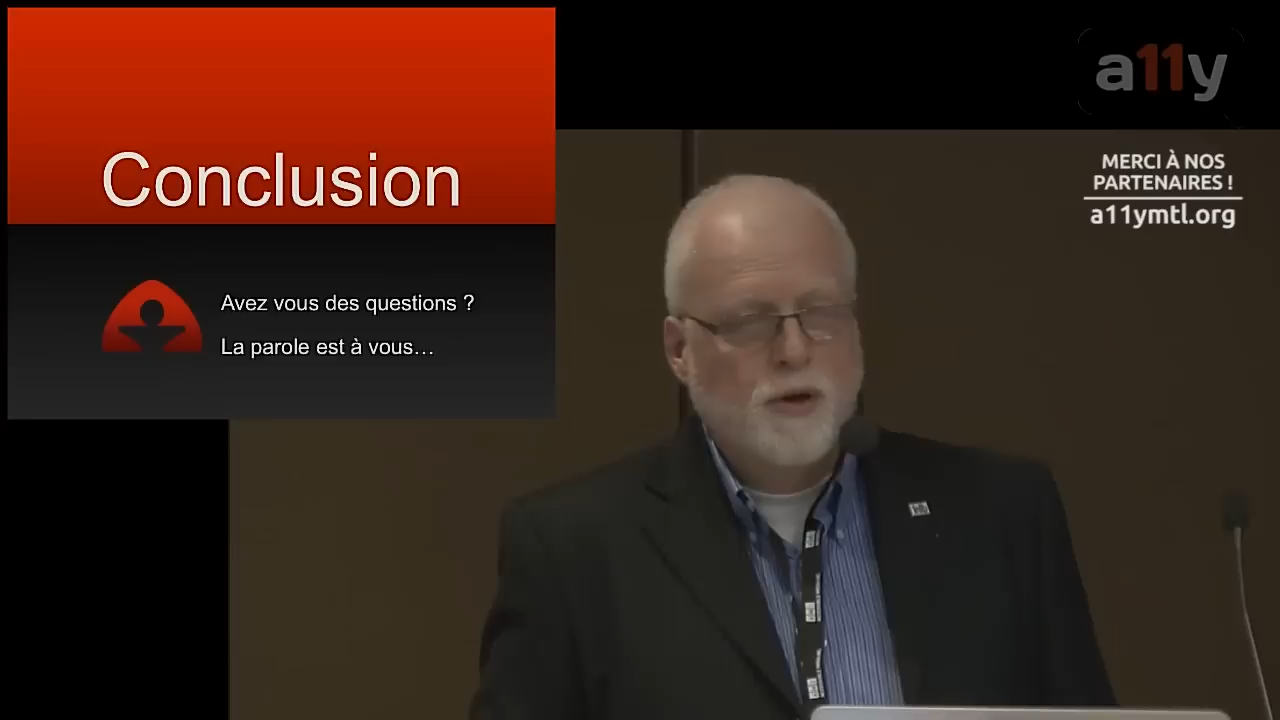 Conclusion
Avez vous des questions ?
La parole est à vous…
a11y
MERCI À NOS
PARTENAIRES !
a11ymtl.org